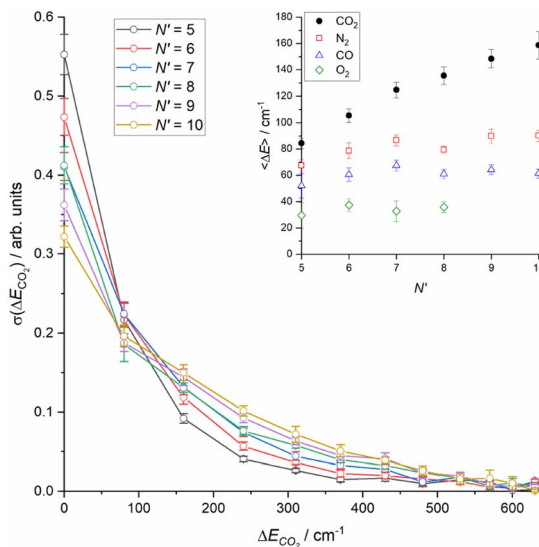 0.6
0.5
0.4
0.3
0.2
0.1
0.0
σ(ΔE_CO₂) / arb. units
0 100 200 300 400 500 600
ΔE_CO₂ / cm⁻¹
N' = 5
N' = 6
N' = 7
N' = 8
N' = 9
N' = 10
180
160
140
120
100
80
60
40
20
0
<ΔE> / cm⁻¹
5 6 7 8 9 10
N'
CO₂
N₂
CO
O₂